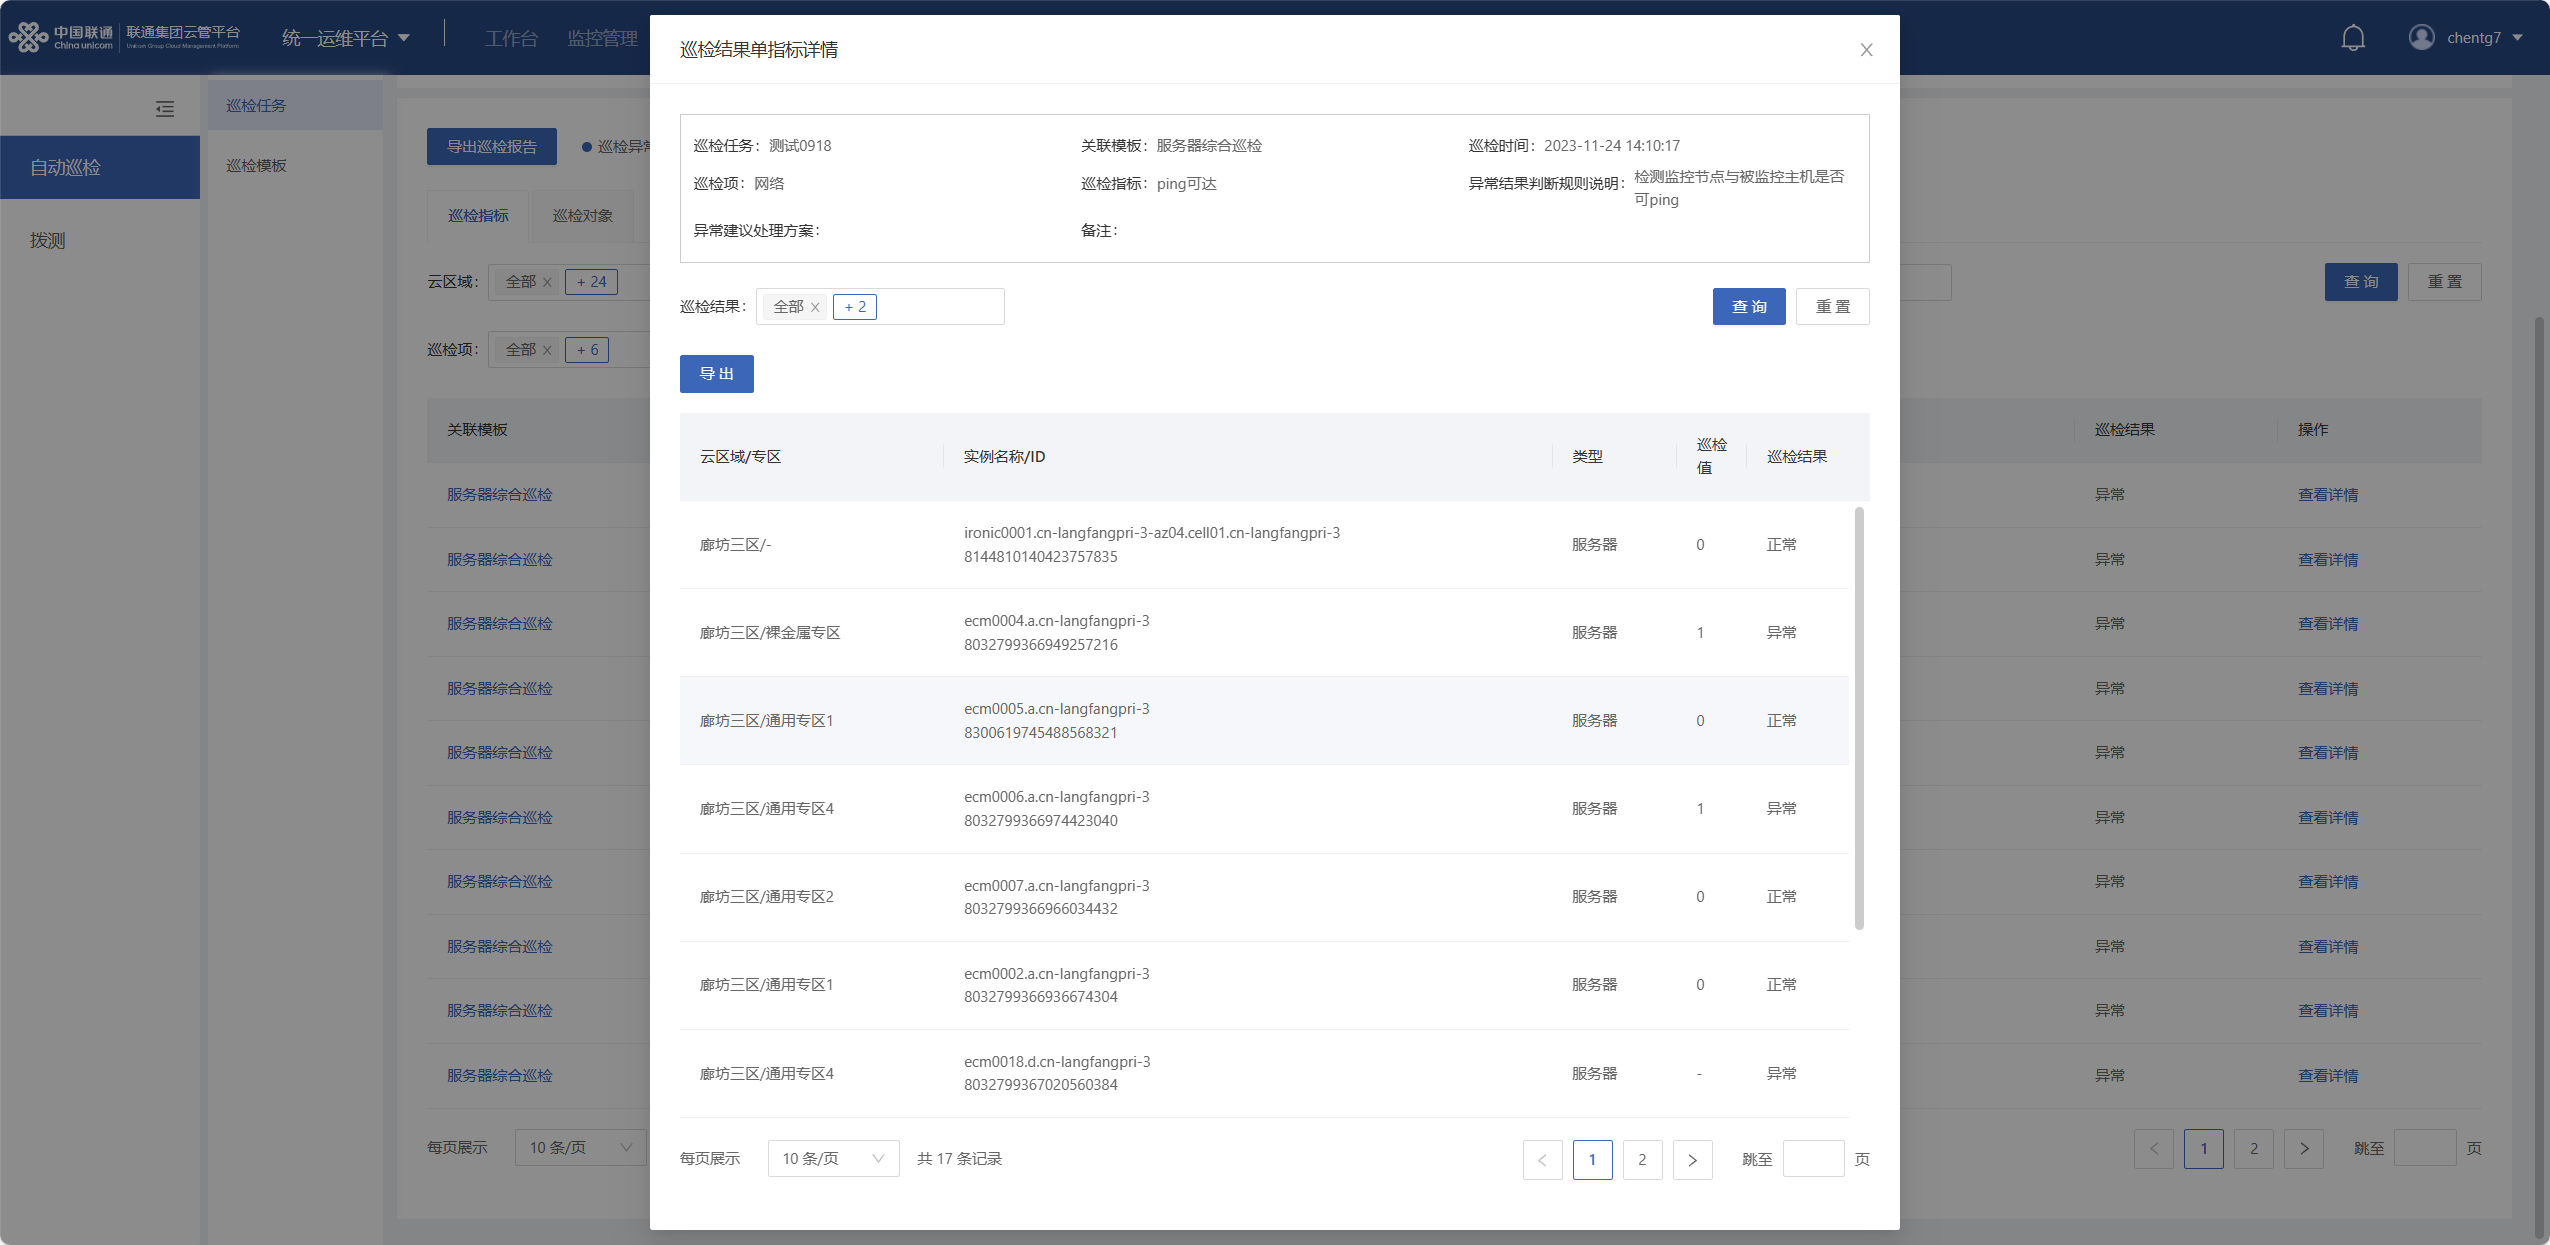 中国联通
China unicom
联通集团云管平台
Unicom Group Cloud Management Platform
统一运维平台
工作台
监控管理
chentg7
自动巡检
拨测
巡检任务
巡检模板
导出巡检报告
巡检异常
巡检指标
巡检对象
云区域：
全部 X
+ 24
查 询
重 置
巡检项：
全部 X
+ 6
关联模板
巡检结果
操作
服务器综合巡检
异常
查看详情
服务器综合巡检
异常
查看详情
服务器综合巡检
异常
查看详情
服务器综合巡检
异常
查看详情
服务器综合巡检
异常
查看详情
服务器综合巡检
异常
查看详情
服务器综合巡检
异常
查看详情
服务器综合巡检
异常
查看详情
服务器综合巡检
异常
查看详情
服务器综合巡检
异常
查看详情
每页展示
10 条/页
<
1
2
>
跳至
页
巡检结果单指标详情
X
巡检任务：测试0918
关联模板：服务器综合巡检
巡检时间：2023-11-24 14:10:17
巡检项：网络
巡检指标：ping可达
异常结果判断规则说明：检测监控节点与被监控主机是否
可ping
异常建议处理方案：
备注：
巡检结果：
全部 X
+ 2
查 询
重 置
导 出
云区域/专区
实例名称/ID
类型
巡检
值
巡检结果
廊坊三区/-
ironic0001.cn-langfangpri-3-az04.cell01.cn-langfangpri-3
8144810140423757835
服务器
0
正常
廊坊三区/裸金属专区
ecm0004.a.cn-langfangpri-3
8032799366949257216
服务器
1
异常
廊坊三区/通用专区1
ecm0005.a.cn-langfangpri-3
8300619745488568321
服务器
0
正常
廊坊三区/通用专区4
ecm0006.a.cn-langfangpri-3
8032799366974423040
服务器
1
异常
廊坊三区/通用专区2
ecm0007.a.cn-langfangpri-3
8032799366966034432
服务器
0
正常
廊坊三区/通用专区1
ecm0002.a.cn-langfangpri-3
8032799366936674304
服务器
0
正常
廊坊三区/通用专区4
ecm0018.d.cn-langfangpri-3
8032799367020560384
服务器
-
异常
每页展示
10 条/页
共 17 条记录
<
1
2
>
跳至
页